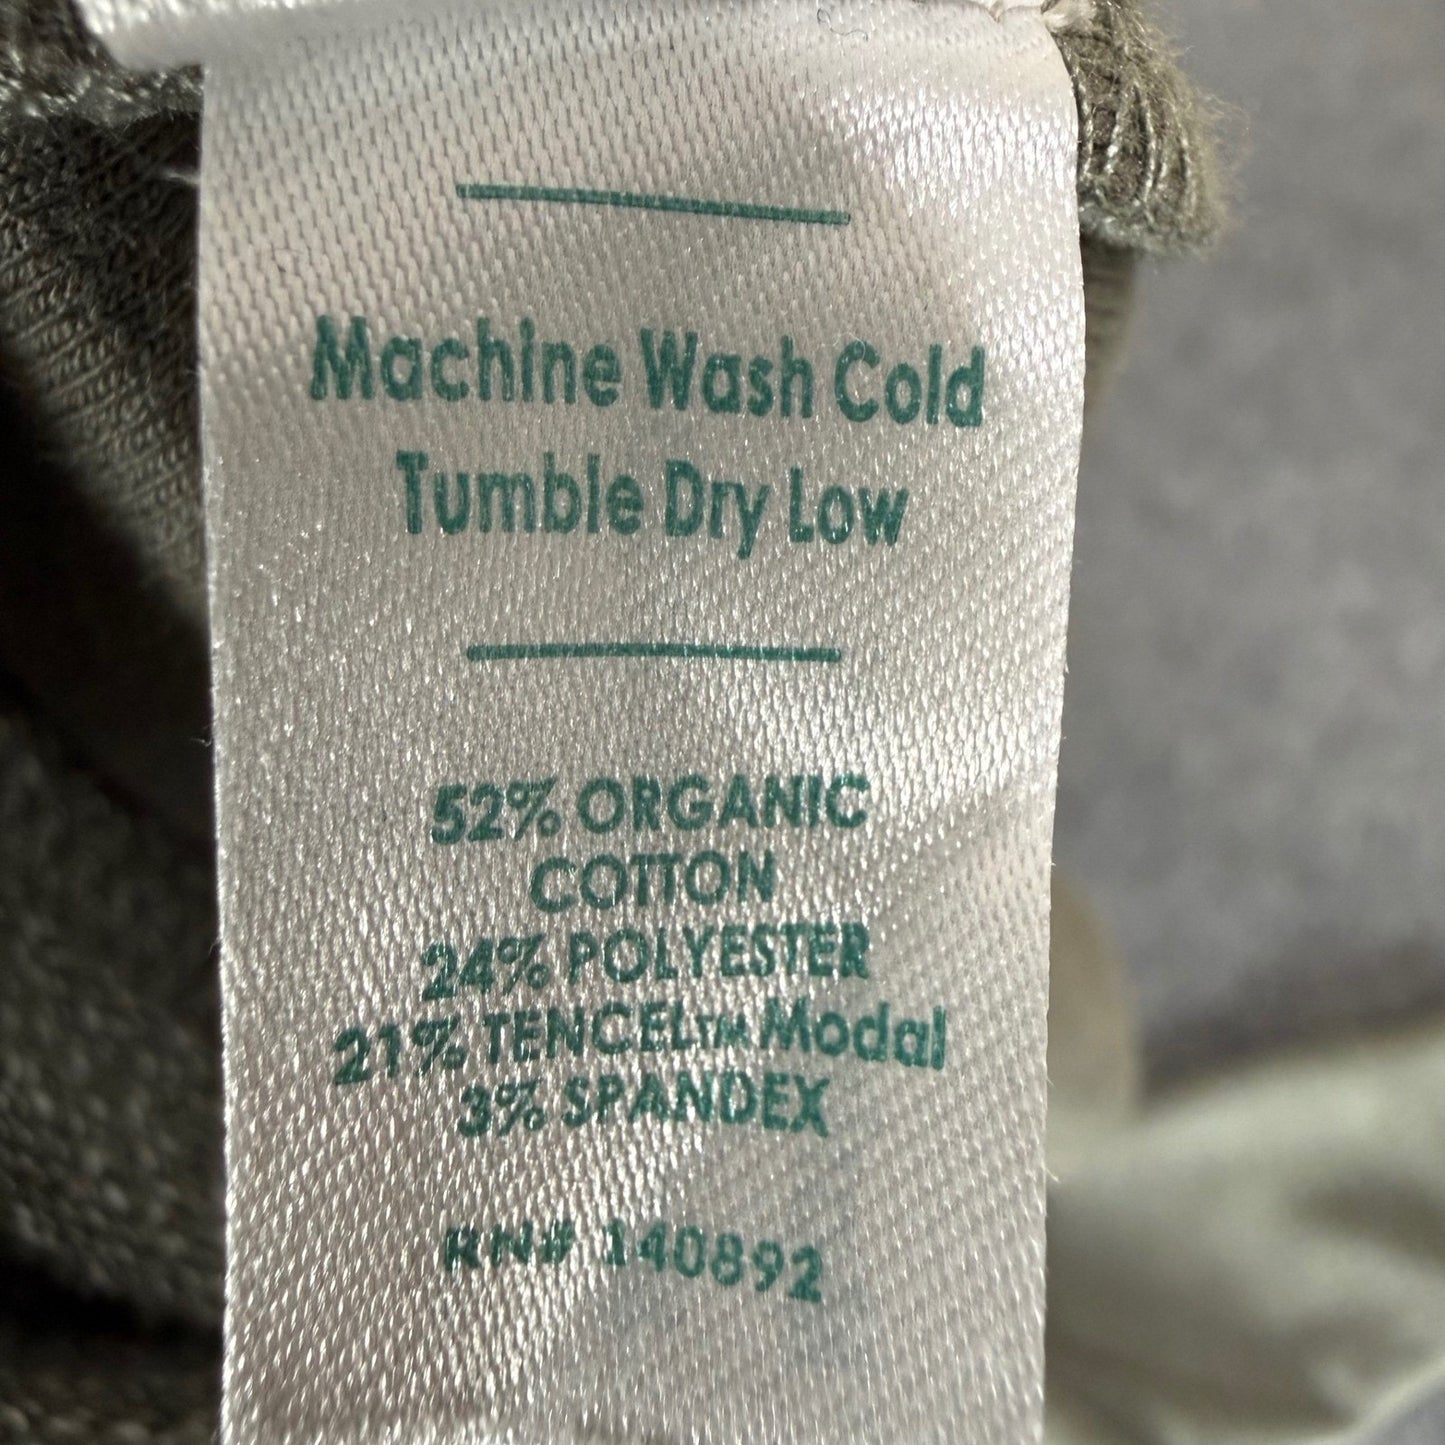 Machine Wash Cold
Tumble Dry Low
52% ORGANIC
COTTON
24% POLYESTER
21% TENCEL™ Modal
3% SPANDEX
RN# 140892